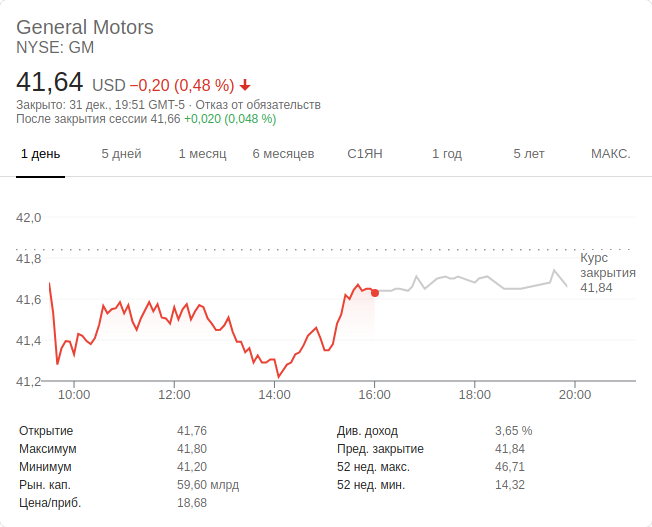 General Motors
NYSE: GM
41,64 USD −0,20 (0,48 %)
Закрыто: 31 дек., 19:51 GMT-5 · Отказ от обязательств
После закрытия сессии 41,66 +0,020 (0,048 %)
1 день 5 дней 1 месяц 6 месяцев С1ЯН 1 год 5 лет МАКС.
42,0
41,8
Курс
закрытия
41,84
41,6
41,4
41,2
10:00 12:00 14:00 16:00 18:00 20:00
Открытие 41,76 Див. доход 3,65 %
Максимум 41,80 Пред. закрытие 41,84
Минимум 41,20 52 нед. макс. 46,71
Рын. кап. 59,60 млрд 52 нед. мин. 14,32
Цена/приб. 18,68